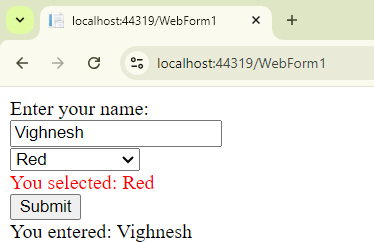 localhost:44319/WebForm1
localhost:44319/WebForm1
Enter your name:
Vighnesh
Red
You selected: Red
Submit
You entered: Vighnesh